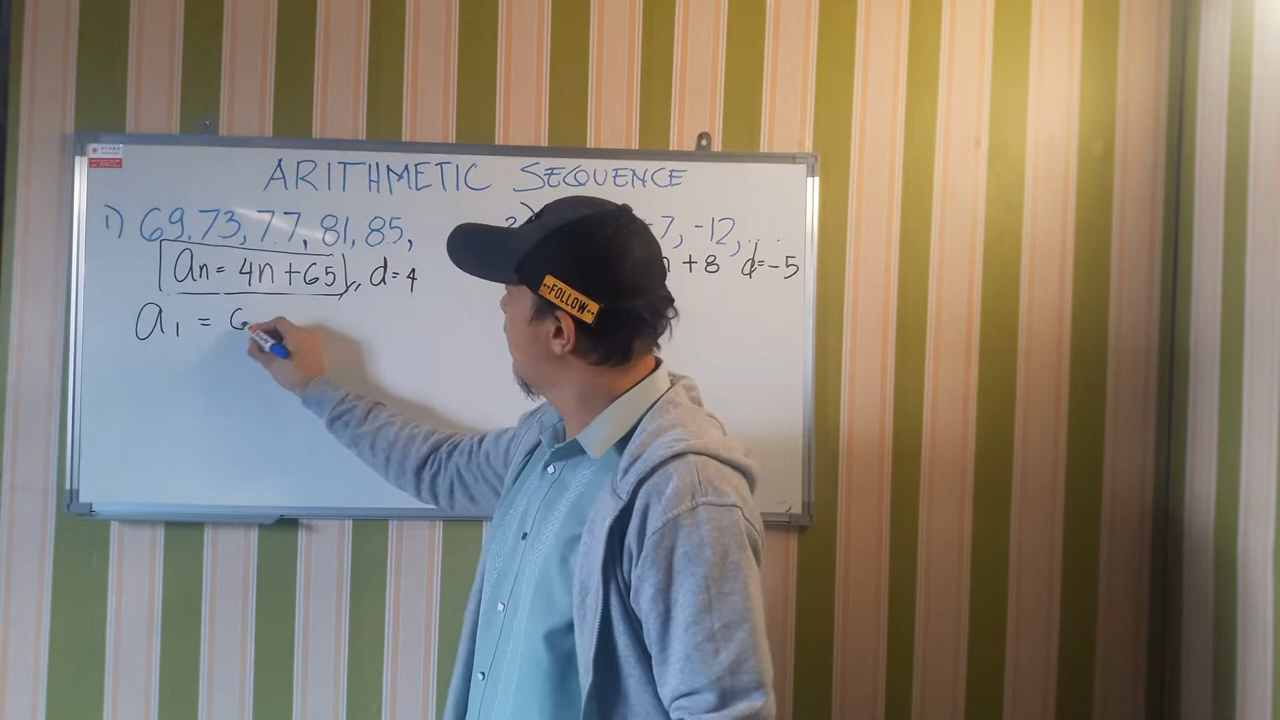 ARITHMETIC SEQUENCE
1) 69, 73, 77, 81, 85,
an = 4n + 65, d = 4
a1 = 6
2) -7, -12, ...
n + 8 d = -5
FOLLOW